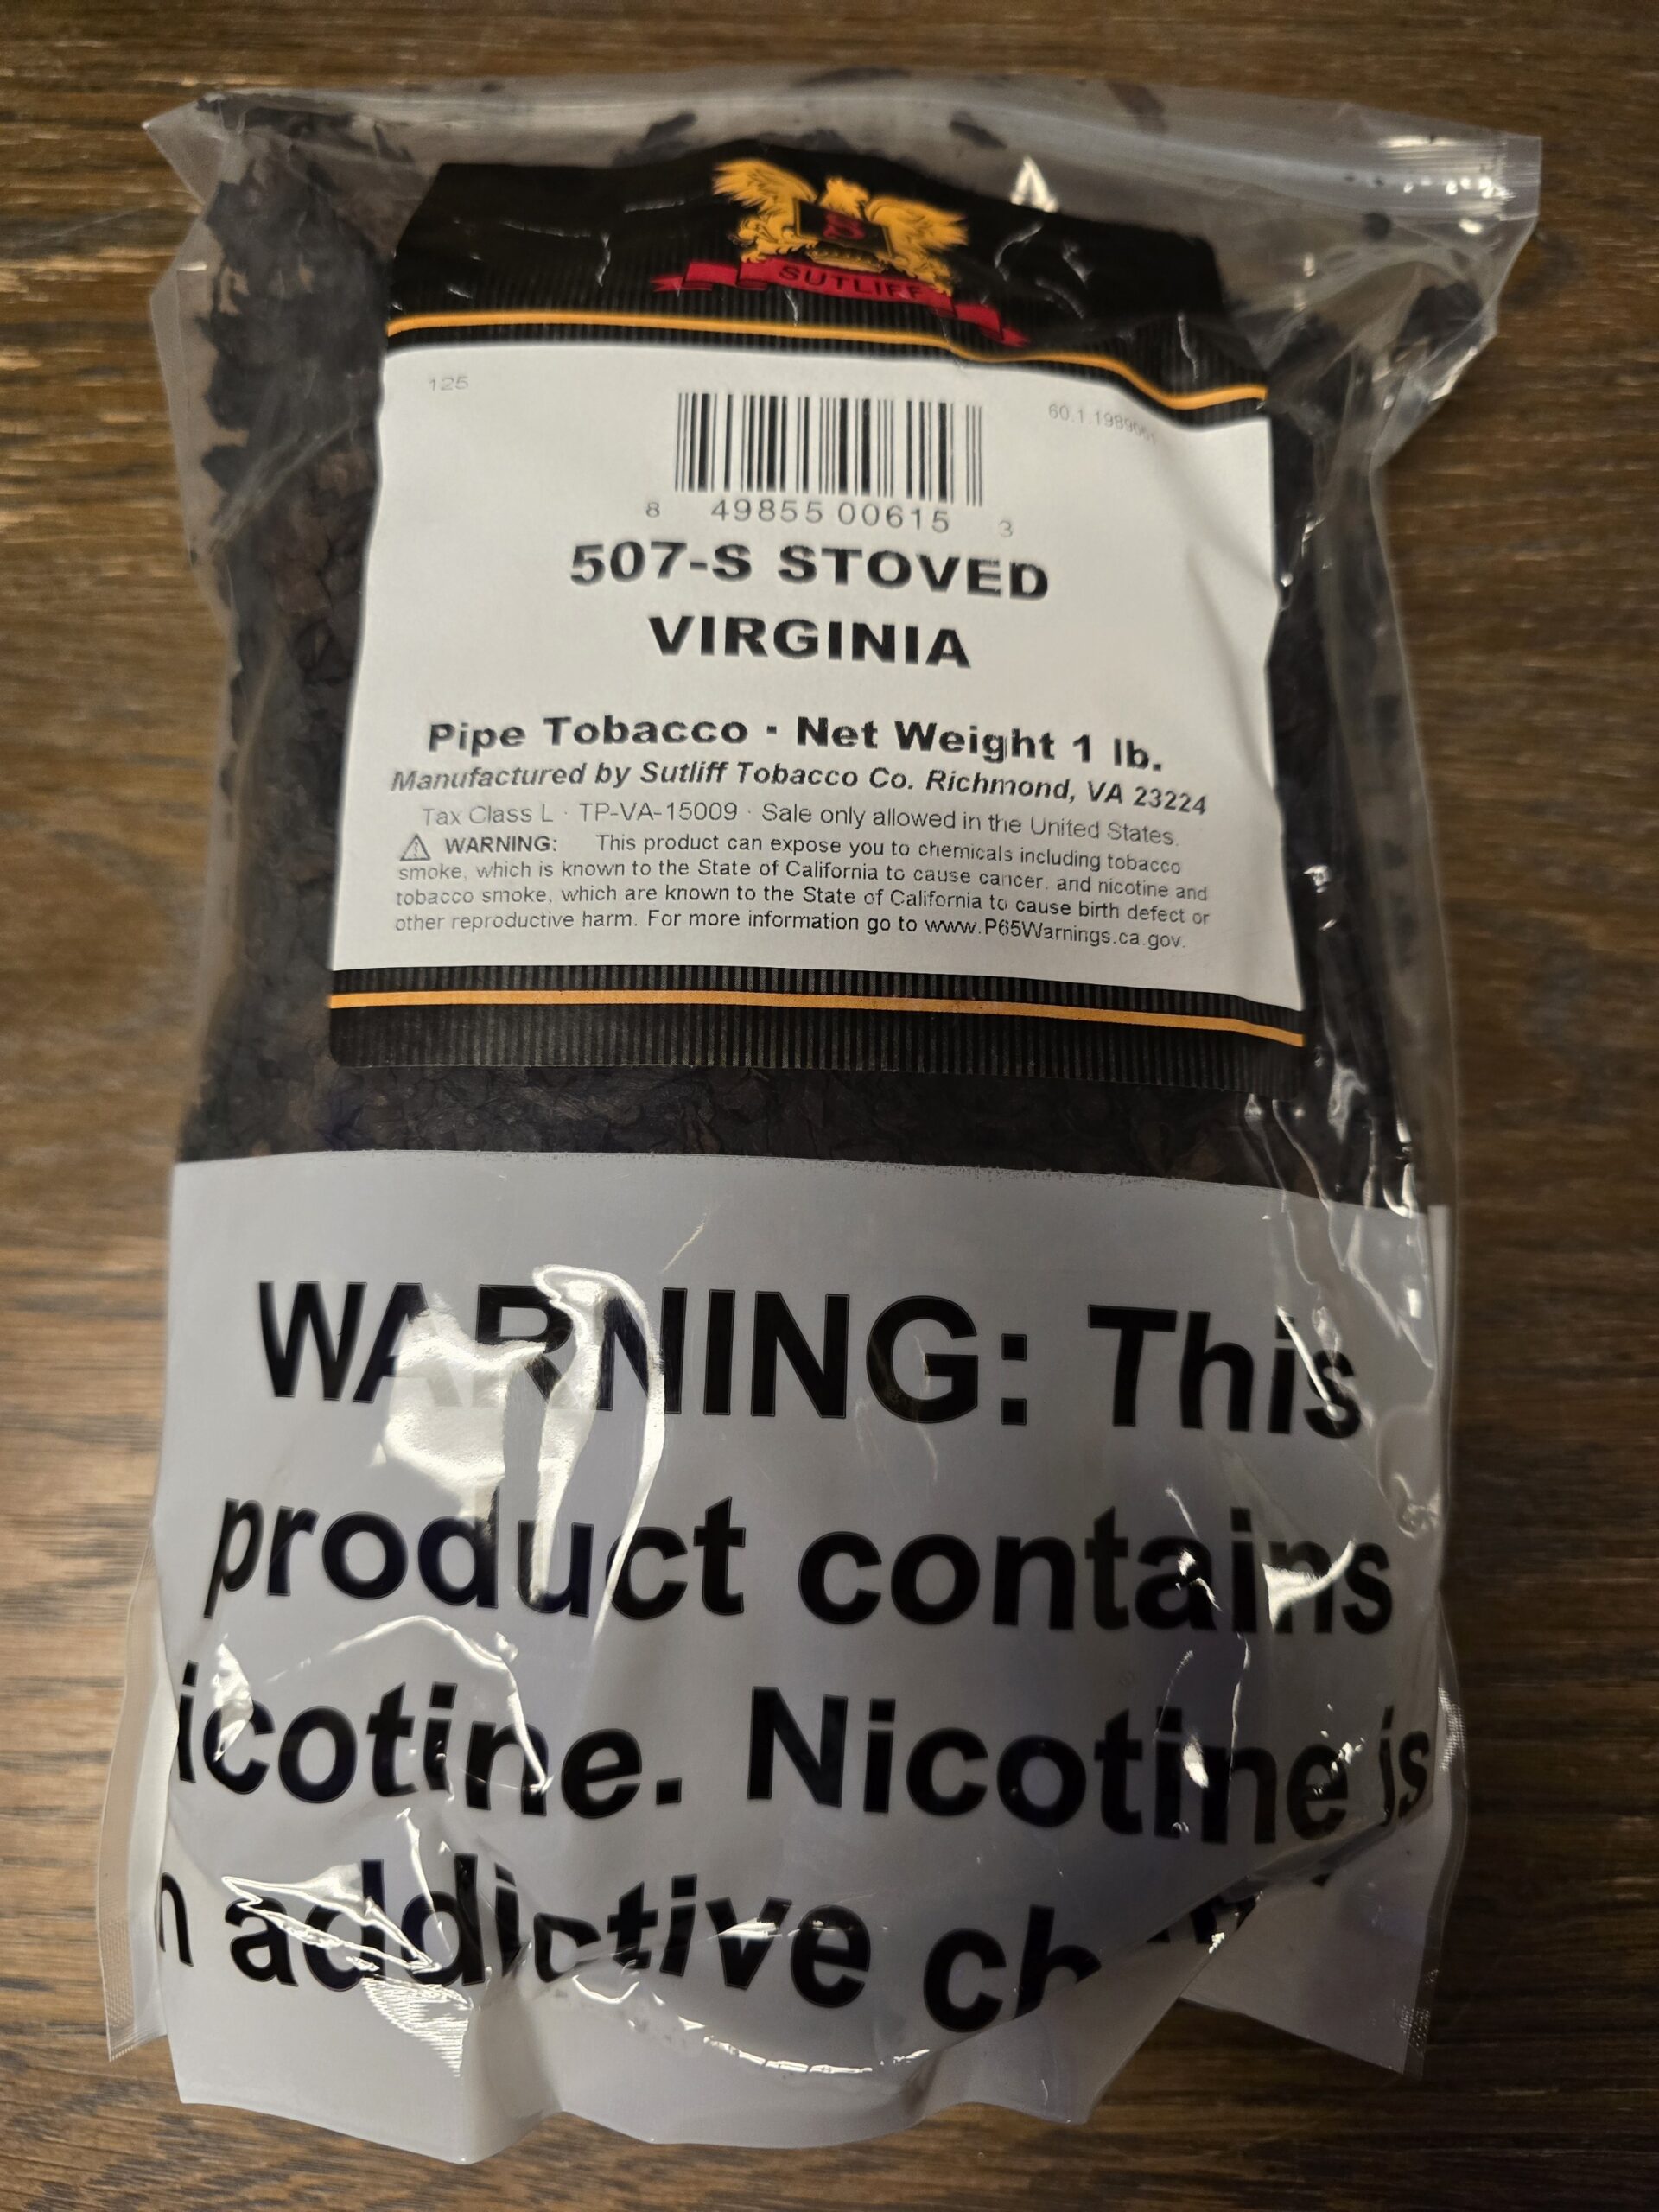 S
SUTLIFF
125
60.1.1989
8 49855 00615 3
507-S STOVED
VIRGINIA
Pipe Tobacco · Net Weight 1 lb.
Manufactured by Sutliff Tobacco Co. Richmond, VA 23224
Tax Class L · TP-VA-15009 · Sale only allowed in the United States.
WARNING: This product can expose you to chemicals including tobacco
smoke, which is known to the State of California to cause cancer, and nicotine and
tobacco smoke, which are known to the State of California to cause birth defect or
other reproductive harm. For more information go to www.P65Warnings.ca.gov.
WARNING: This
product contains
icotine. Nicotine is
n addictive ch